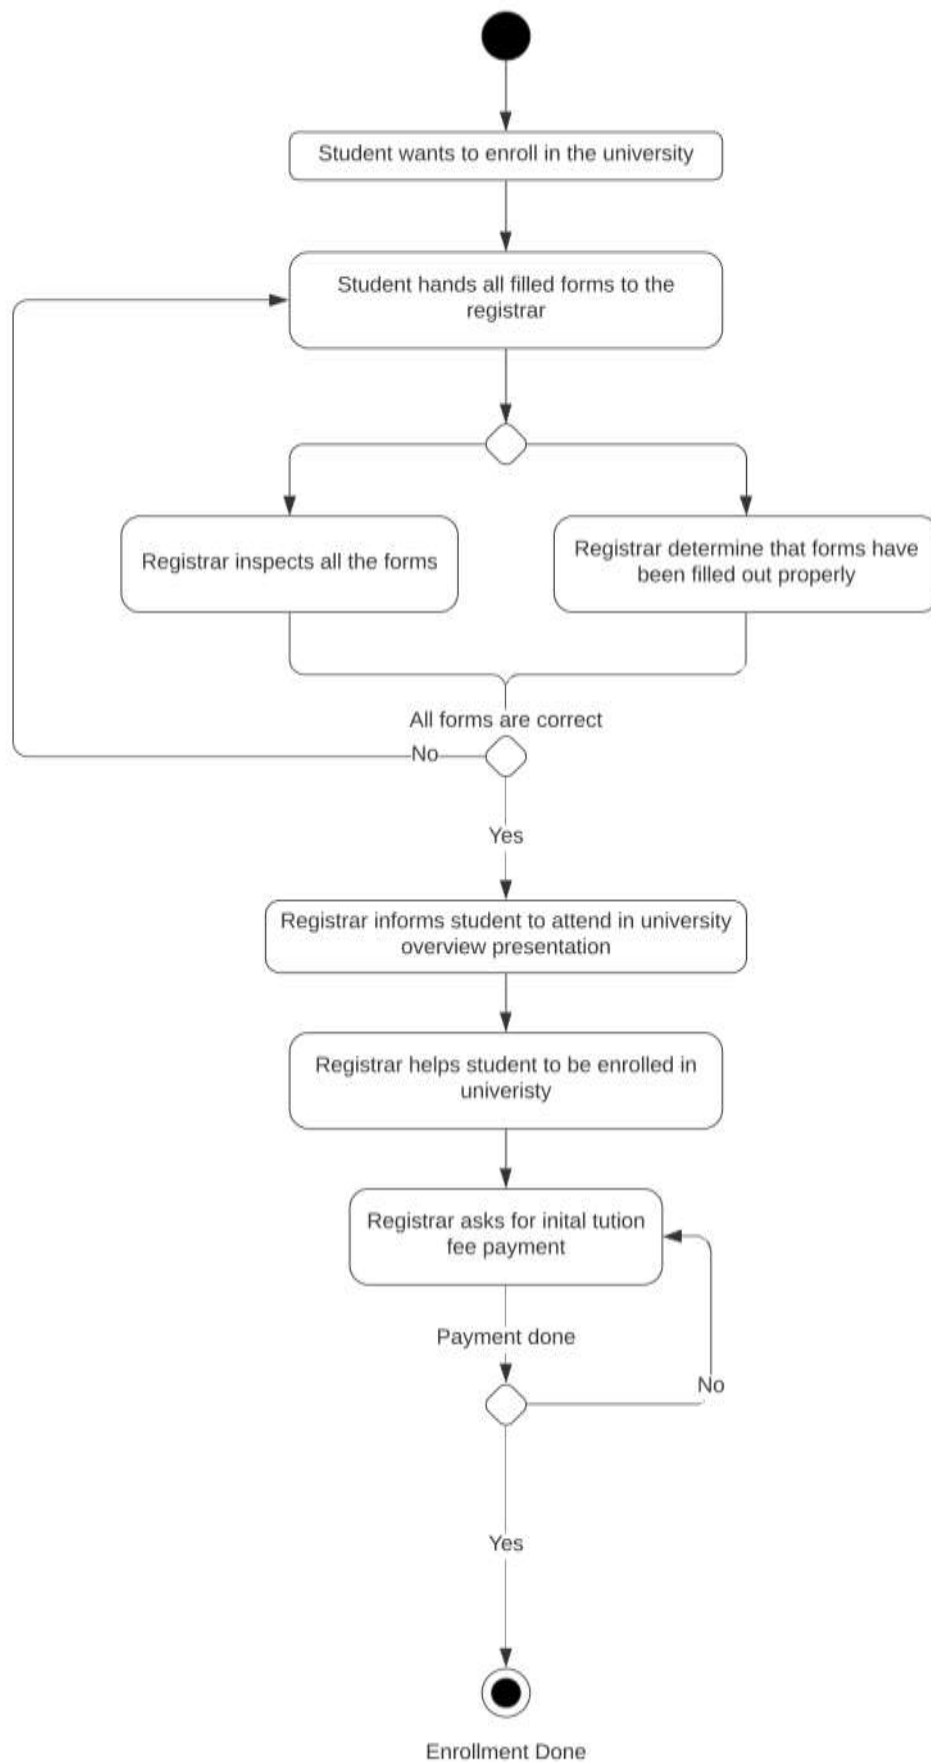 Student wants to enroll in the university
Student hands all filled forms to the
registrar
Registrar inspects all the forms
Registrar determine that forms have
been filled out properly
All forms are correct
No
Yes
Registrar informs student to attend in university
overview presentation
Registrar helps student to be enrolled in
univeristy
Registrar asks for inital tution
fee payment
Payment done
No
Yes
Enrollment Done